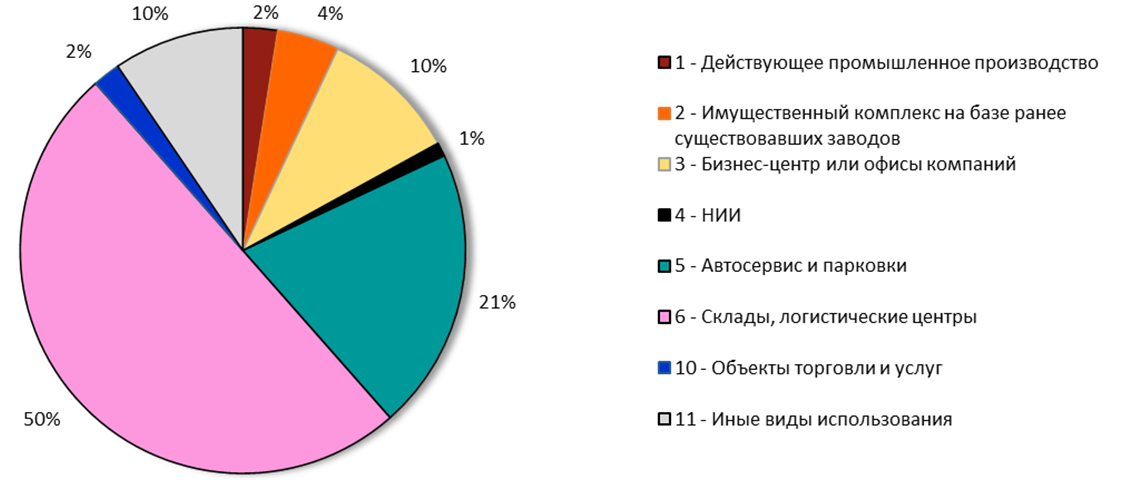 2%
4%
10%
1%
21%
50%
2%
10%
1 - Действующее промышленное производство
2 - Имущественный комплекс на базе ранее
существовавших заводов
3 - Бизнес-центр или офисы компаний
4 - НИИ
5 - Автосервис и парковки
6 - Склады, логистические центры
10 - Объекты торговли и услуг
11 - Иные виды использования